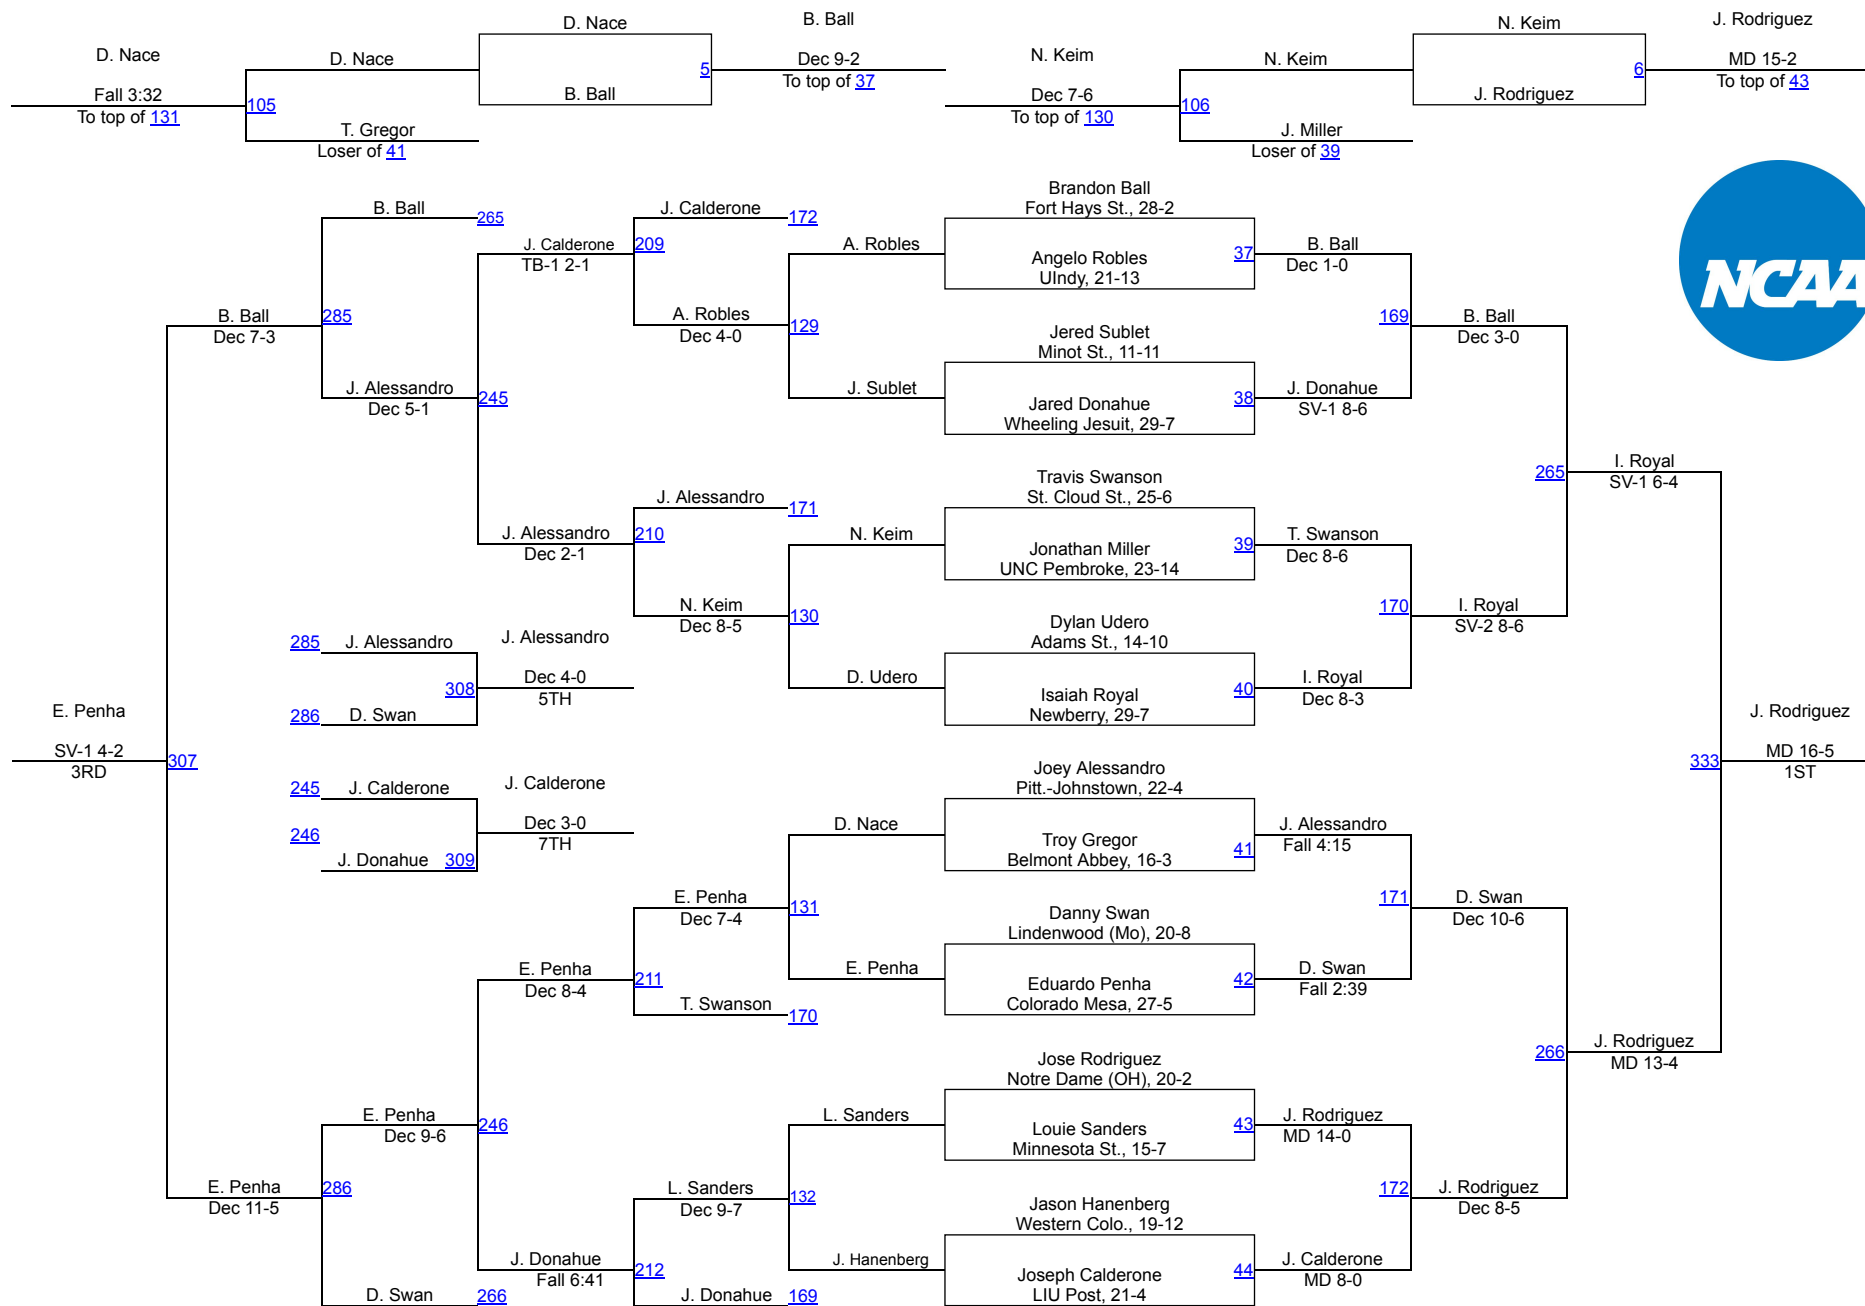 D. Nace
Fall 3:32
To top of 131
D. Nace
105
T. Gregor
Loser of 41
D. Nace
5
B. Ball
B. Ball
Dec 9-2
To top of 37
N. Keim
Dec 7-6
To top of 130
N. Keim
106
J. Miller
Loser of 39
N. Keim
6
J. Rodriguez
J. Rodriguez
MD 15-2
To top of 43
NCAA
Brandon Ball
Fort Hays St., 28-2
37
Angelo Robles
UIndy, 21-13
Jered Sublet
Minot St., 11-11
38
Jared Donahue
Wheeling Jesuit, 29-7
Travis Swanson
St. Cloud St., 25-6
39
Jonathan Miller
UNC Pembroke, 23-14
Dylan Udero
Adams St., 14-10
40
Isaiah Royal
Newberry, 29-7
Joey Alessandro
Pitt.-Johnstown, 22-4
41
Troy Gregor
Belmont Abbey, 16-3
Danny Swan
Lindenwood (Mo), 20-8
42
Eduardo Penha
Colorado Mesa, 27-5
Jose Rodriguez
Notre Dame (OH), 20-2
43
Louie Sanders
Minnesota St., 15-7
Jason Hanenberg
Western Colo., 19-12
44
Joseph Calderone
LIU Post, 21-4
B. Ball
Dec 1-0
169
J. Donahue
SV-1 8-6
T. Swanson
Dec 8-6
170
I. Royal
Dec 8-3
J. Alessandro
Fall 4:15
171
D. Swan
Fall 2:39
J. Rodriguez
MD 14-0
172
J. Calderone
MD 8-0
B. Ball
Dec 3-0
265
I. Royal
SV-2 8-6
D. Swan
Dec 10-6
266
J. Rodriguez
Dec 8-5
I. Royal
SV-1 6-4
333
J. Rodriguez
MD 13-4
J. Rodriguez
MD 16-5
1ST
A. Robles
129
J. Sublet
N. Keim
130
D. Udero
D. Nace
131
E. Penha
L. Sanders
132
J. Hanenberg
J. Calderone
172
209
A. Robles
Dec 4-0
J. Alessandro
171
210
N. Keim
Dec 8-5
E. Penha
Dec 7-4
211
T. Swanson
170
L. Sanders
Dec 9-7
212
J. Donahue
169
J. Calderone
TB-1 2-1
245
J. Alessandro
Dec 2-1
E. Penha
Dec 8-4
246
J. Donahue
Fall 6:41
B. Ball
265
285
J. Alessandro
Dec 5-1
E. Penha
Dec 9-6
286
D. Swan
266
B. Ball
Dec 7-3
307
E. Penha
Dec 11-5
E. Penha
SV-1 4-2
3RD
285
J. Alessandro
308
286
D. Swan
J. Alessandro
Dec 4-0
5TH
245
J. Calderone
246
309
J. Donahue
J. Calderone
Dec 3-0
7TH